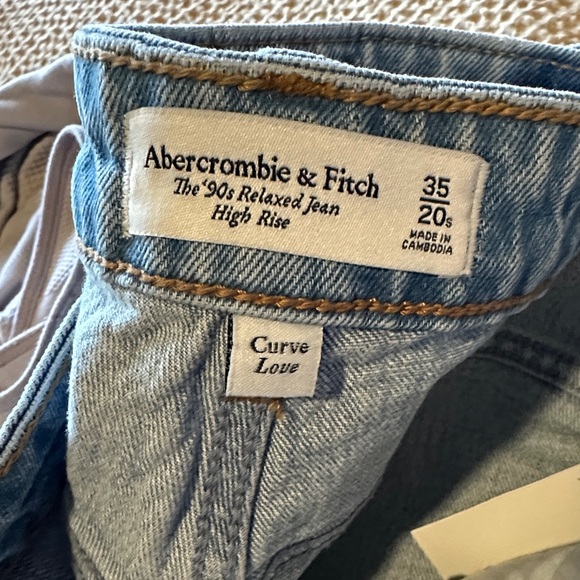 Abercrombie & Fitch
The '90s Relaxed Jean
High Rise
35
20s
MADE IN
CAMBODIA
Curve
Love